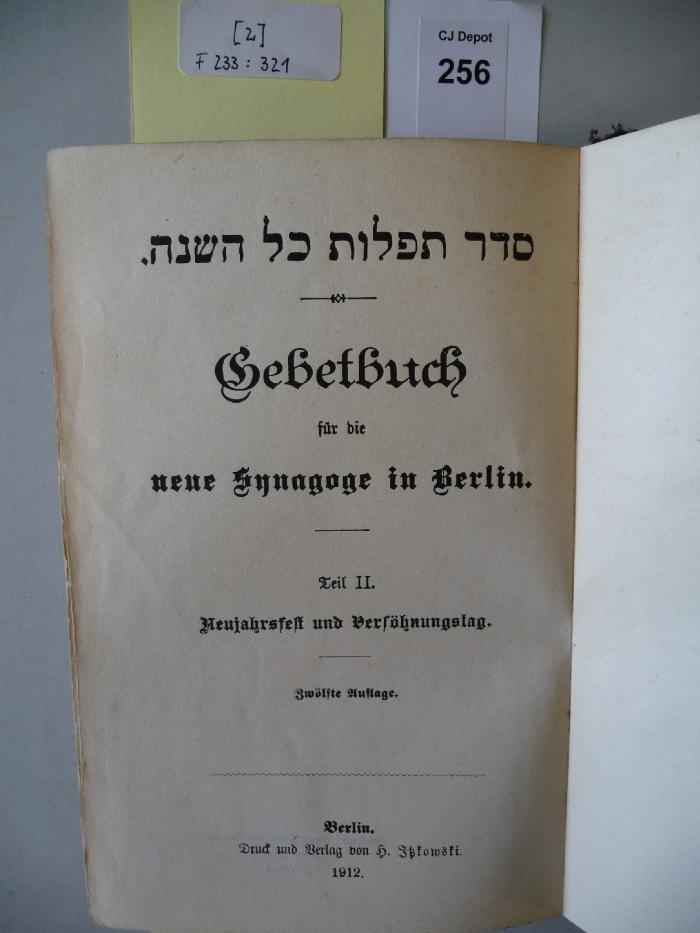 [2]
F 233 : 321
CJ Depot
256
סדר תפלות כל השנה.
Gebetbuch
für die
neue Synagoge in Berlin.
Teil II.
Neujahrsfest und Versöhnungstag.
Zwölfte Auflage.
Berlin.
Druck und Verlag von H. Itzkowski.
1912.